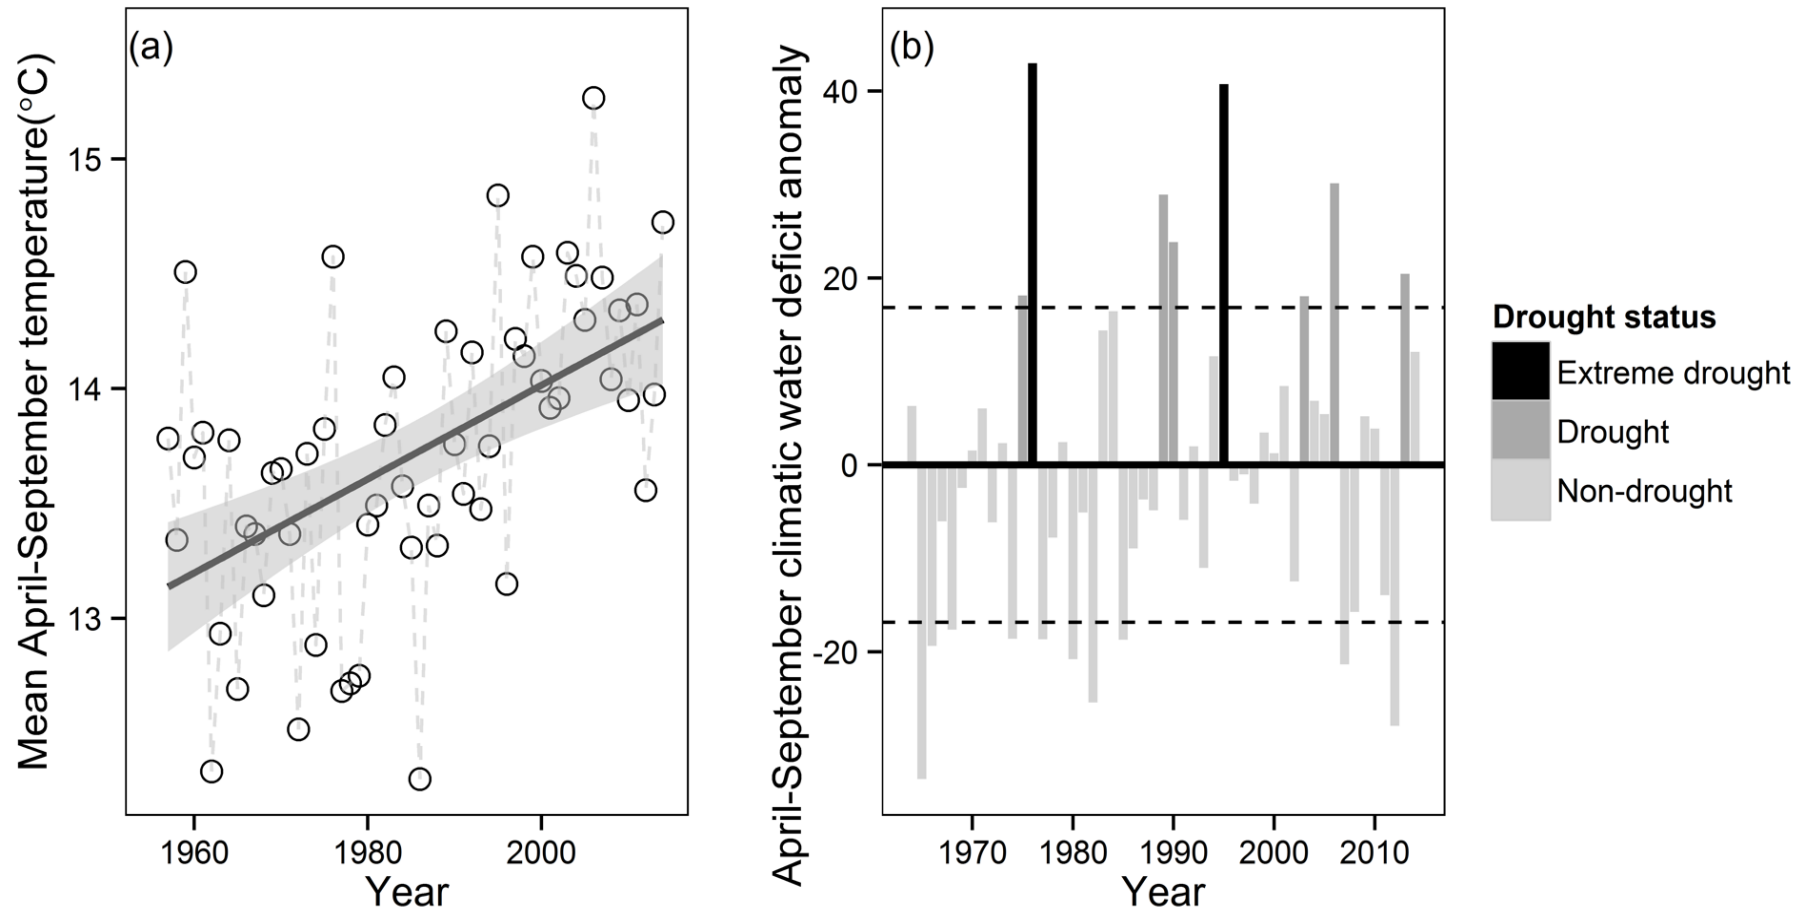 (a)
Mean April-September temperature(°C)
15
14
13
1960 1980 2000
Year
(b)
April-September climatic water deficit anomaly
40
20
0
-20
1970 1980 1990 2000 2010
Year
Drought status
Extreme drought
Drought
Non-drought